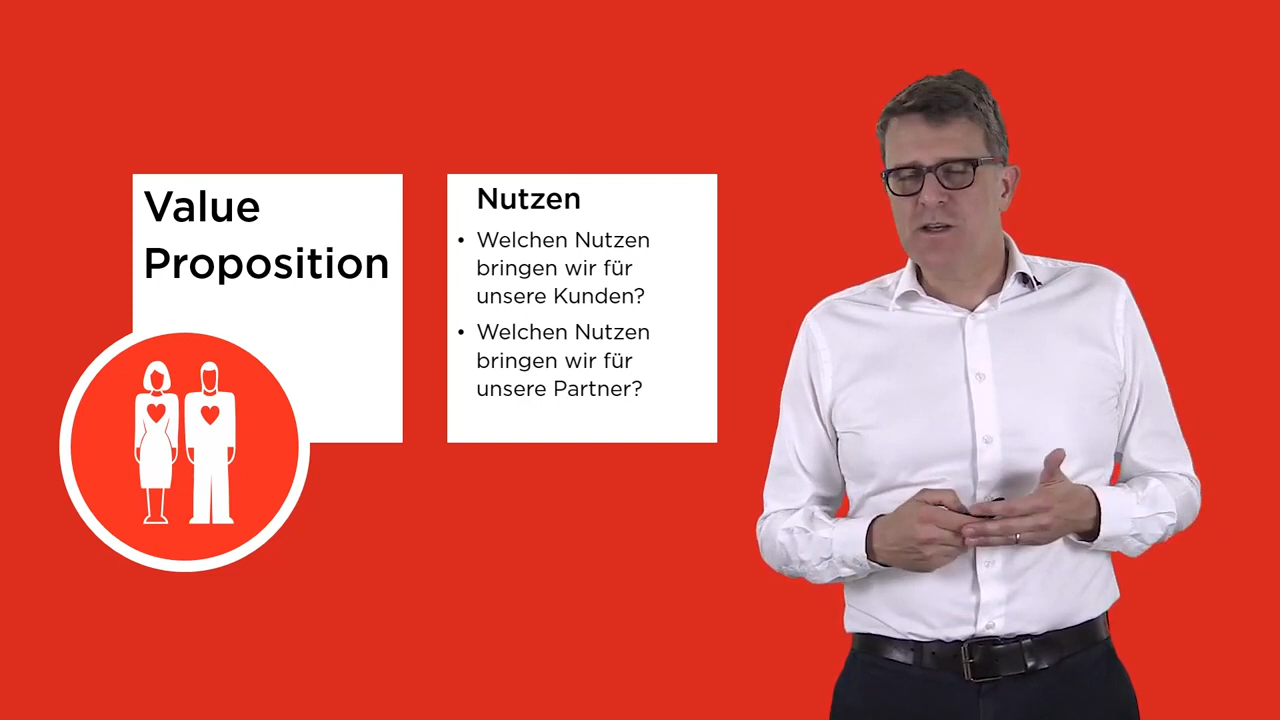 Value
Proposition
Nutzen
• Welchen Nutzen
bringen wir für
unsere Kunden?
• Welchen Nutzen
bringen wir für
unsere Partner?